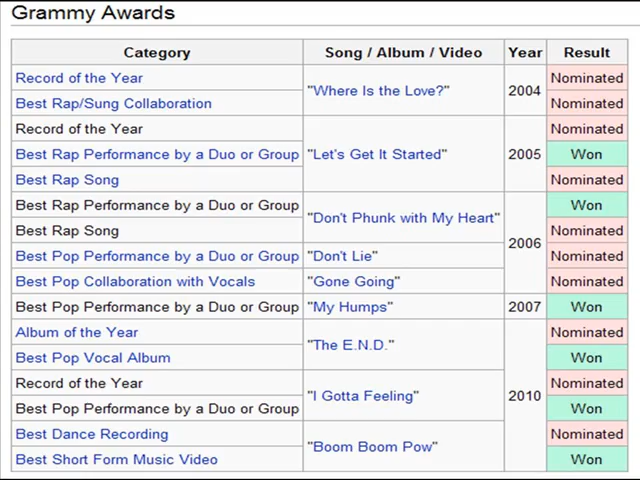 Grammy Awards
Category Song / Album / Video Year Result
Record of the Year "Where Is the Love?" 2004 Nominated
Best Rap/Sung Collaboration Nominated
Record of the Year "Let's Get It Started" 2005 Nominated
Best Rap Performance by a Duo or Group Won
Best Rap Song Nominated
Best Rap Performance by a Duo or Group "Don't Phunk with My Heart" 2006 Won
Best Rap Song Nominated
Best Pop Performance by a Duo or Group "Don't Lie" Nominated
Best Pop Collaboration with Vocals "Gone Going" Nominated
Best Pop Performance by a Duo or Group "My Humps" 2007 Won
Album of the Year "The E.N.D." 2010 Nominated
Best Pop Vocal Album Won
Record of the Year "I Gotta Feeling" Nominated
Best Pop Performance by a Duo or Group Won
Best Dance Recording "Boom Boom Pow" Nominated
Best Short Form Music Video Won